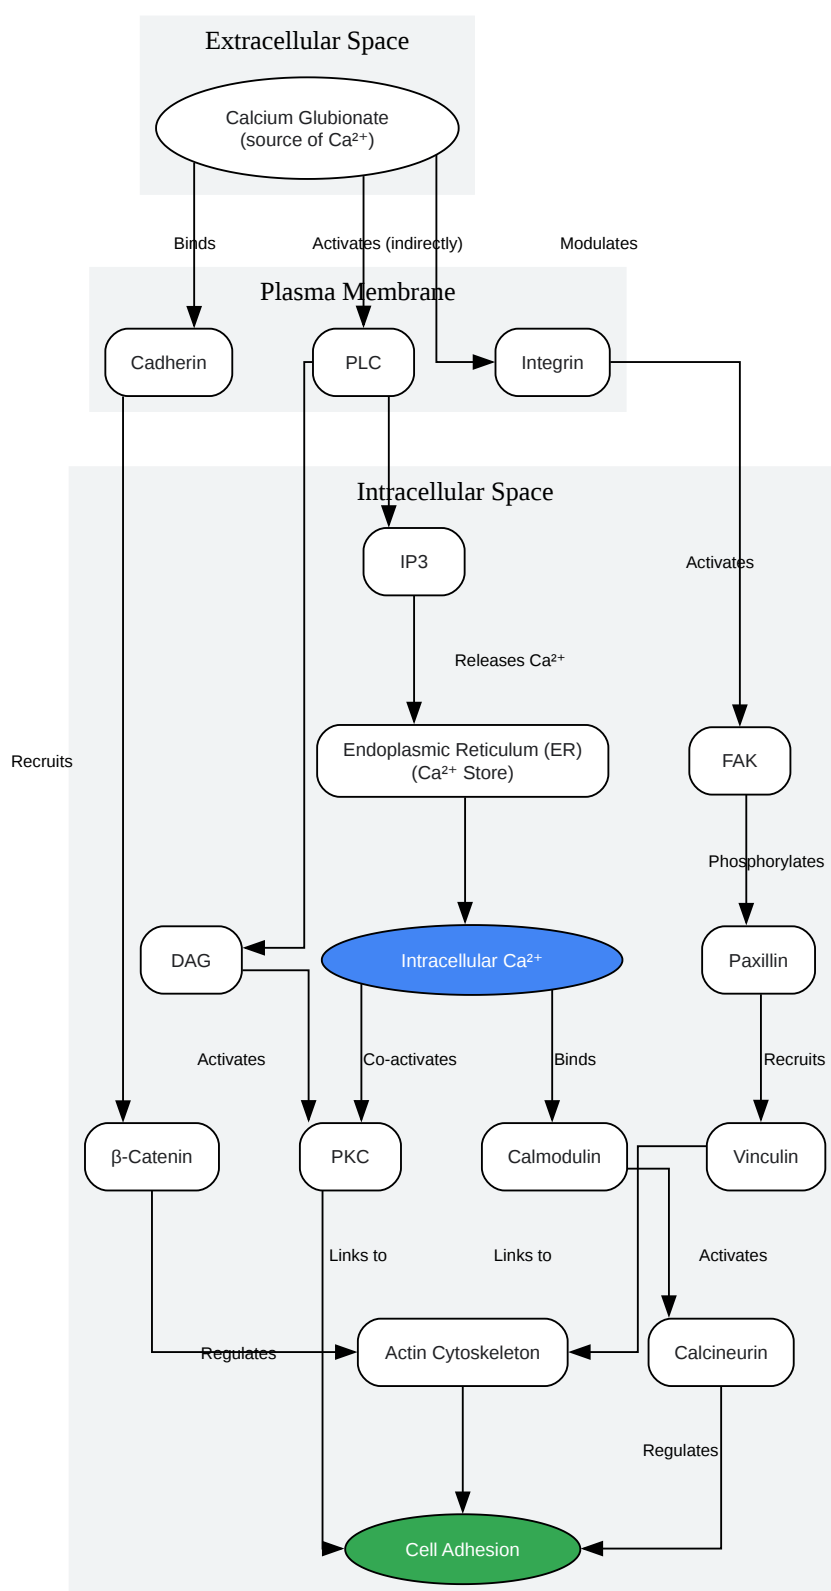 Extracellular Space
Calcium Glubionate
(source of Ca²⁺)
Binds
Activates (indirectly)
Modulates
Plasma Membrane
Cadherin
PLC
Integrin
Intracellular Space
IP3
Activates
Releases Ca²⁺
Recruits
Endoplasmic Reticulum (ER)
(Ca²⁺ Store)
FAK
Phosphorylates
DAG
Intracellular Ca²⁺
Paxillin
Activates
Co-activates
Binds
Recruits
β-Catenin
PKC
Calmodulin
Vinculin
Links to
Links to
Activates
Regulates
Actin Cytoskeleton
Calcineurin
Regulates
Cell Adhesion